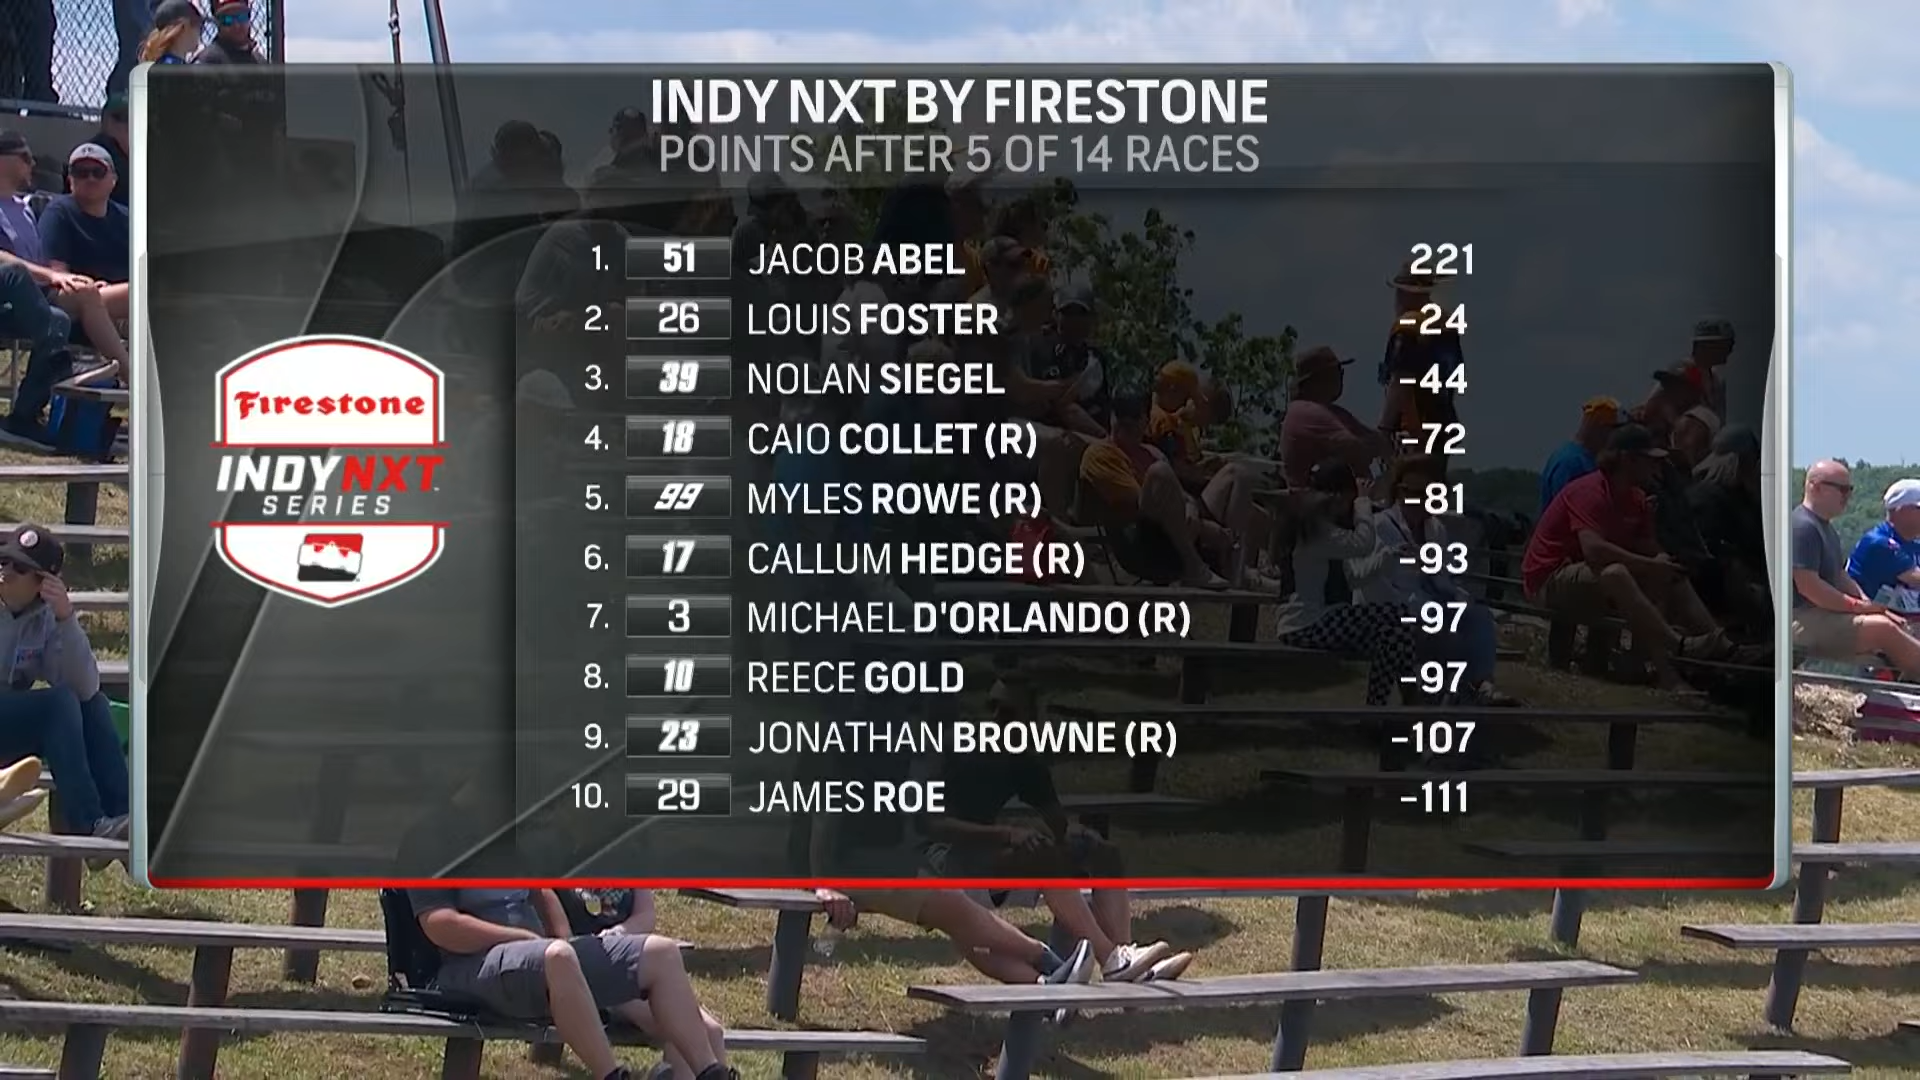 INDY NXT BY FIRESTONE
POINTS AFTER 5 OF 14 RACES
1. 51 JACOB ABEL 221
2. 26 LOUIS FOSTER -24
3. 39 NOLAN SIEGEL -44
4. 18 CAIO COLLET (R) -72
5. 99 MYLES ROWE (R) -81
6. 17 CALLUM HEDGE (R) -93
7. 3 MICHAEL D'ORLANDO (R) -97
8. 10 REECE GOLD -97
9. 23 JONATHAN BROWNE (R) -107
10. 29 JAMES ROE -111
Firestone
INDY NXT
SERIES